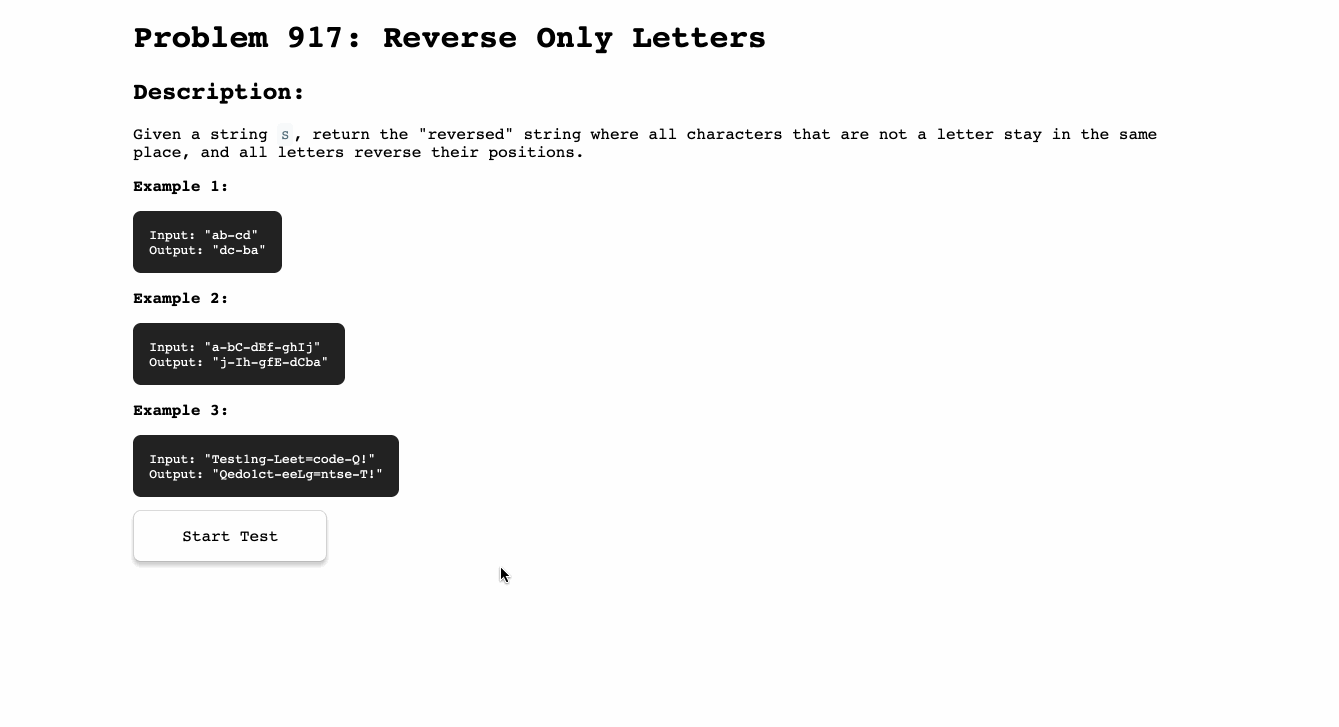 Problem 917: Reverse Only Letters
Description:
Given a string s, return the "reversed" string where all characters that are not a letter stay in the same
place, and all letters reverse their positions.
Example 1:
Input: "ab-cd"
Output: "dc-ba"
Example 2:
Input: "a-bC-dEf-ghIj"
Output: "j-Ih-gfE-dCba"
Example 3:
Input: "Test1ng-Leet=code-Q!"
Output: "Qedo1ct-eeLg=ntse-T!"
Start Test